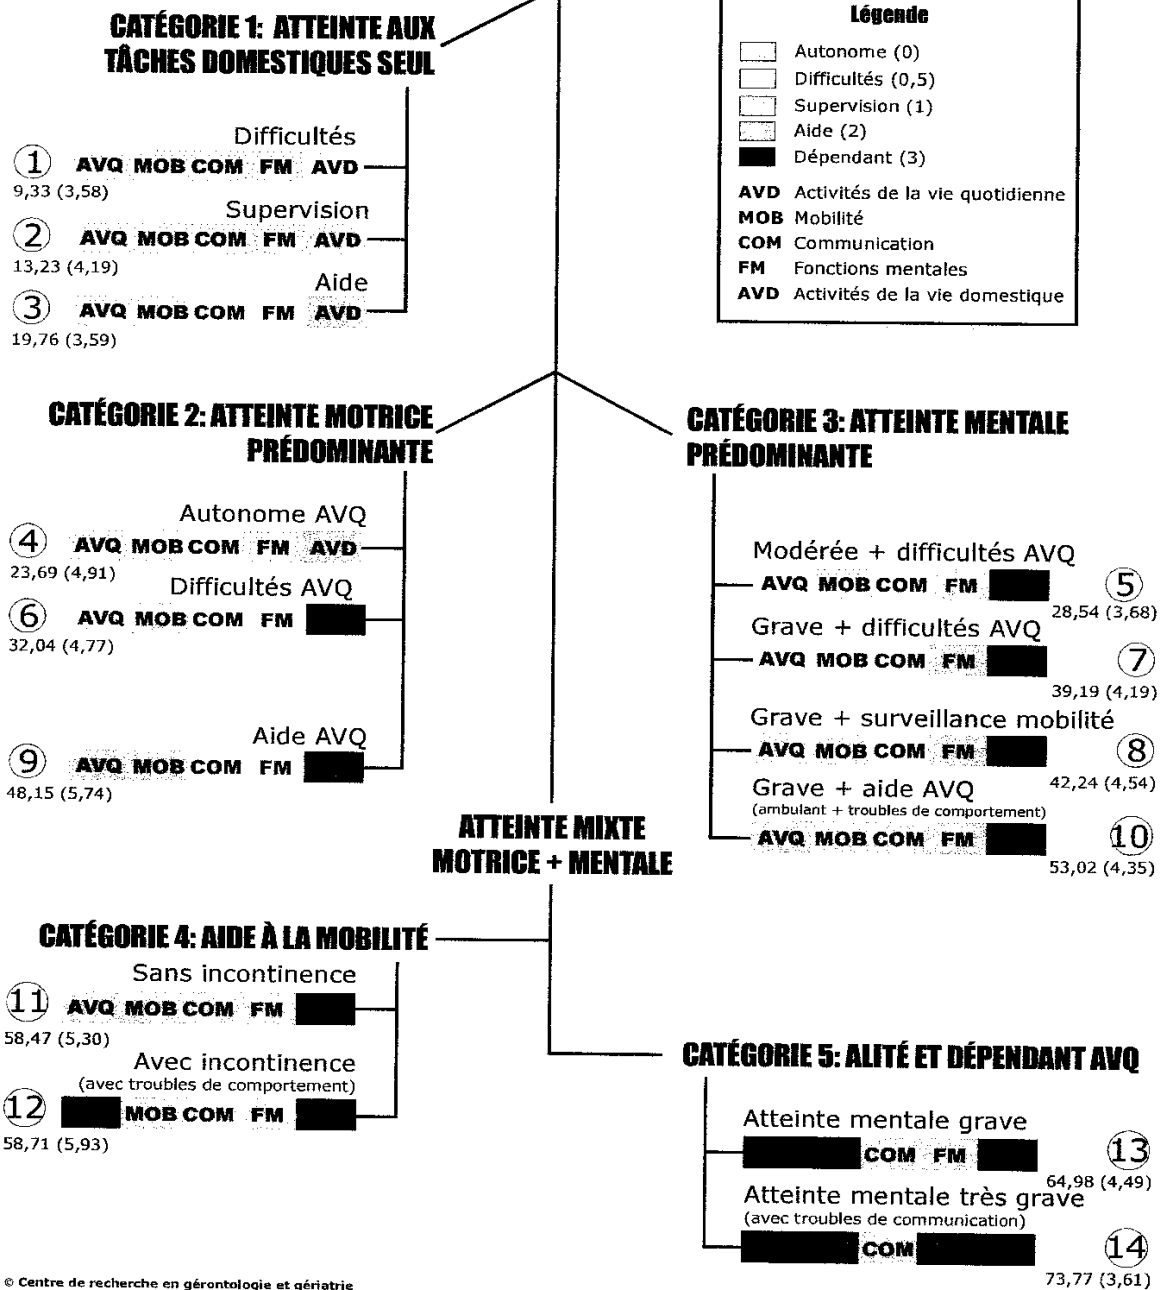 CATÉGORIE 1: ATTEINTE AUX
TÂCHES DOMESTIQUES SEUL
Difficultés
1 AVQ MOB COM FM AVD
9,33 (3,58)
Supervision
2 AVQ MOB COM FM AVD
13,23 (4,19)
Aide
3 AVQ MOB COM FM AVD
19,76 (3,59)
Légende
Autonome (0)
Difficultés (0,5)
Supervision (1)
Aide (2)
Dépendant (3)
AVD Activités de la vie quotidienne
MOB Mobilité
COM Communication
FM Fonctions mentales
AVD Activités de la vie domestique
CATÉGORIE 2: ATTEINTE MOTRICE
PRÉDOMINANTE
Autonome AVQ
4 AVQ MOB COM FM AVD
23,69 (4,91)
Difficultés AVQ
6 AVQ MOB COM FM
32,04 (4,77)
Aide AVQ
9 AVQ MOB COM FM
48,15 (5,74)
CATÉGORIE 3: ATTEINTE MENTALE
PRÉDOMINANTE
Modérée + difficultés AVQ
AVQ MOB COM FM 5
28,54 (3,68)
Grave + difficultés AVQ
AVQ MOB COM FM 7
39,19 (4,19)
Grave + surveillance mobilité
AVQ MOB COM FM 8
42,24 (4,54)
Grave + aide AVQ
(ambulant + troubles de comportement)
AVQ MOB COM FM 10
53,02 (4,35)
ATTEINTE MIXTE
MOTRICE + MENTALE
CATÉGORIE 4: AIDE À LA MOBILITÉ
Sans incontinence
11 AVQ MOB COM FM
58,47 (5,30)
Avec incontinence
(avec troubles de comportement)
12 MOB COM FM
58,71 (5,93)
CATÉGORIE 5: ALITÉ ET DÉPENDANT AVQ
Atteinte mentale grave
COM FM 13
64,98 (4,49)
Atteinte mentale très grave
(avec troubles de communication)
COM 14
73,77 (3,61)
© Centre de recherche en gérontologie et gériatrie